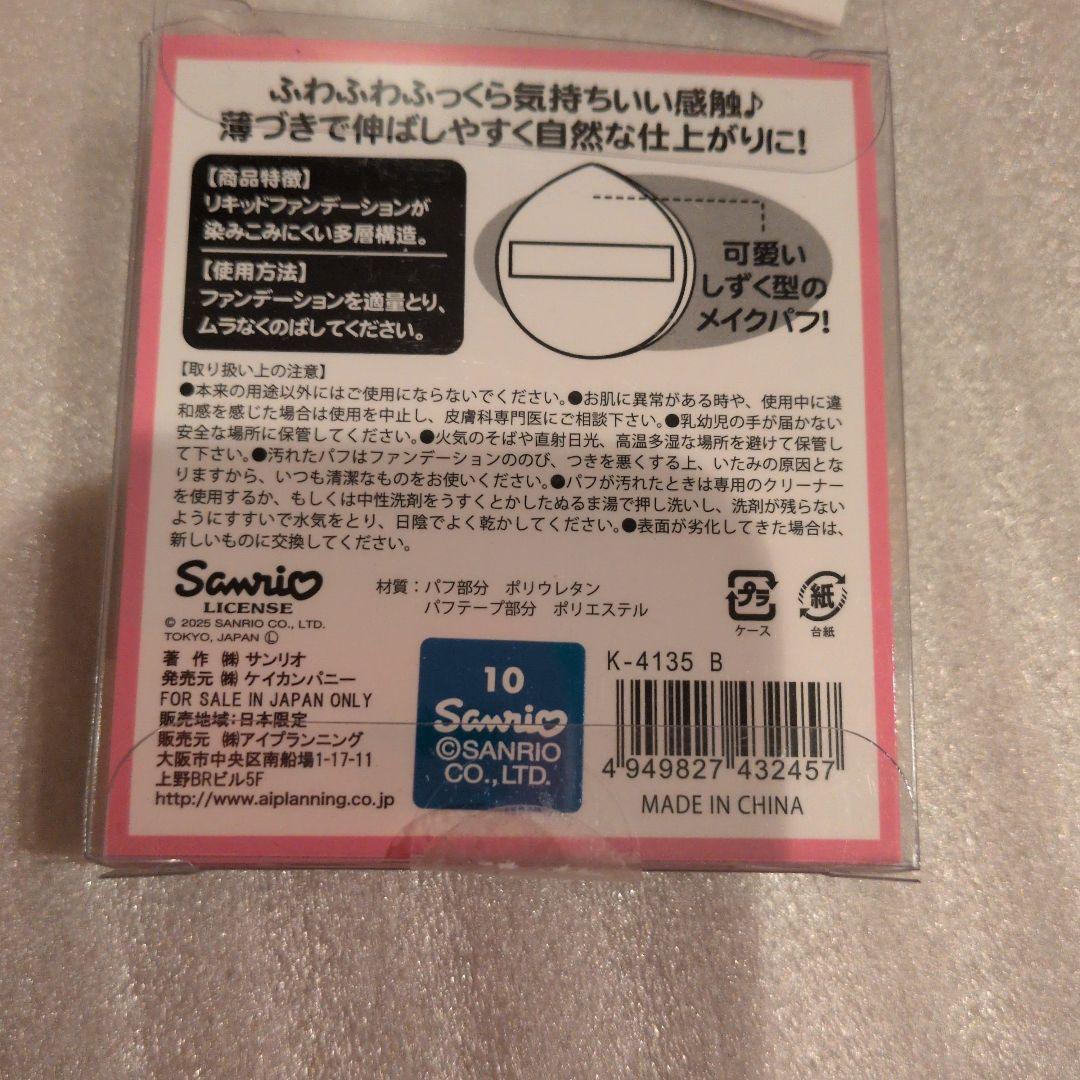 ふわふわふっくら気持ちいい感触♪
薄づきで伸ばしやすく自然な仕上がりに!
【商品特徴】
リキッドファンデーションが
染みこみにくい多層構造。
【使用方法】
ファンデーションを適量とり、
ムラなくのばしてください。
可愛い
しずく型の
メイクパフ!
【取り扱い上の注意】
●本来の用途以外にはご使用にならないでください。●お肌に異常がある時や、使用中に違
和感を感じた場合は使用を中止し、皮膚科専門医にご相談下さい。●乳幼児の手が届かない
安全な場所に保管してください。●火気のそばや直射日光、高温多湿な場所を避けて保管し
て下さい。●汚れたパフはファンデーションののび、つきを悪くする上、いたみの原因とな
りますから、いつも清潔なものをお使いください。●パフが汚れたときは専用のクリーナー
を使用するか、もしくは中性洗剤をうすくとかしたぬるま湯で押し洗いし、洗剤が残らない
ようにすすいで水気をとり、日陰でよく乾かしてください。●表面が劣化してきた場合は、
新しいものに交換してください。
Sanrio
LICENSE
© 2025 SANRIO CO., LTD.
TOKYO, JAPAN Ⓛ
材質：パフ部分 ポリウレタン
パフテープ部分 ポリエステル
プラ
ケース
紙
台紙
著 作 ㈱ サンリオ
発売元 ㈱ ケイカンパニー
FOR SALE IN JAPAN ONLY
販売地域：日本限定
販売元 ㈱アイプランニング
大阪市中央区南船場1-17-11
上野BRビル5F
http://www.aiplanning.co.jp
10
Sanrio
©SANRIO
CO.,LTD.
K-4135 B
4 949827 432457
MADE IN CHINA